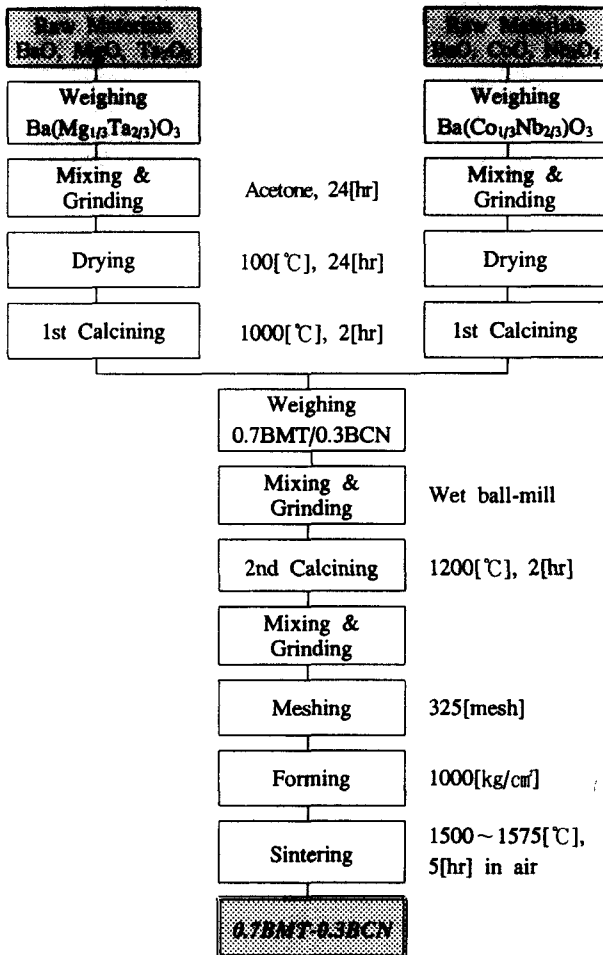 Raw Materials
BaO, MgO, Ta₂O₅
Weighing
Ba(Mg₁/₃Ta₂/₃)O₃
Mixing &
Grinding
Drying
1st Calcining
Acetone, 24[hr]
100[℃], 24[hr]
1000[℃], 2[hr]
Raw Materials
BaO, CoO, Nb₂O₅
Weighing
Ba(Co₁/₃Nb₂/₃)O₃
Mixing &
Grinding
Drying
1st Calcining
Weighing
0.7BMT/0.3BCN
Mixing &
Grinding
Wet ball-mill
2nd Calcining
1200[℃], 2[hr]
Mixing &
Grinding
Meshing
325[mesh]
Forming
1000[kg/㎠]
Sintering
1500～1575[℃],
5[hr] in air
0.7BMT-0.3BCN